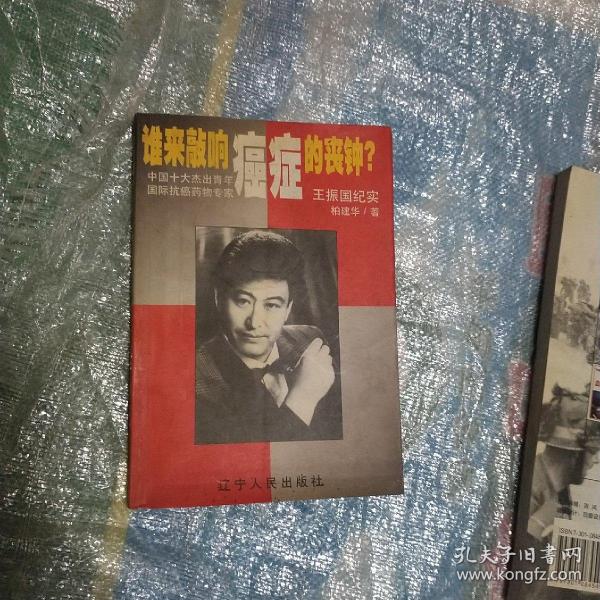 谁来敲响癌症的丧钟?
中国十大杰出青年
国际抗癌药物专家
王振国纪实
柏建华/著
辽宁人民出版社
孔夫子旧书网
www.kongfz.com